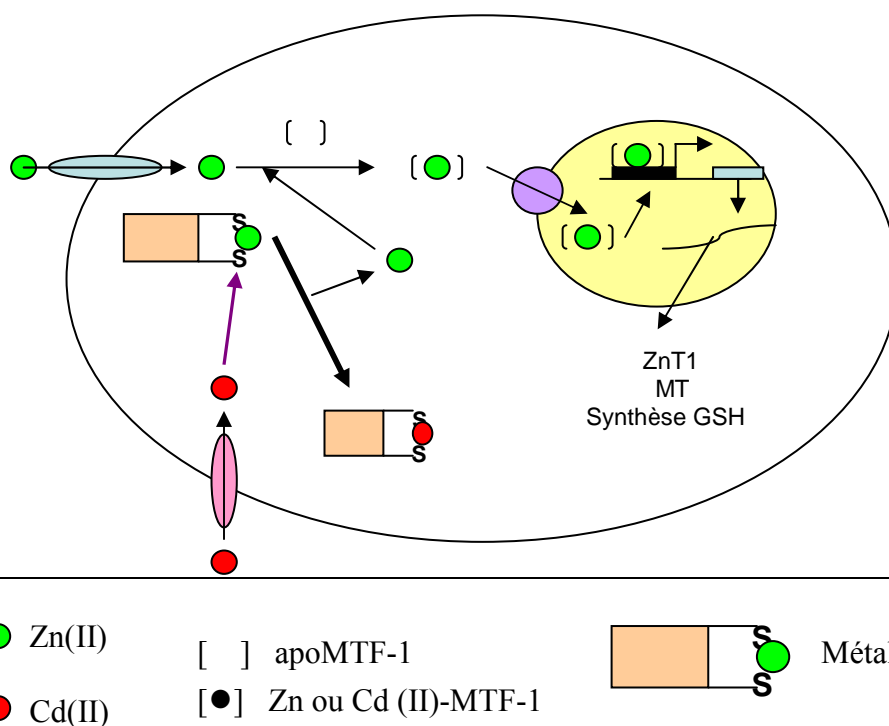 [ ]
[ ]
[ ]
[ ]
S
S
S
S
ZnT1
MT
Synthèse GSH
Zn(II)
[ ] apoMTF-1
S
S
Cd(II)
[●] Zn ou Cd (II)-MTF-1